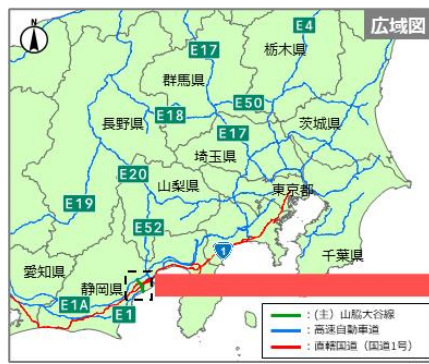 広域図
N
E4
E17
栃木県
群馬県
E50
長野県
E18
E17
茨城県
埼玉県
E20
山梨県
東京都
E19
E52
1
千葉県
愛知県
静岡県
E1A
E1
:(主)山脇大谷線
:高速自動車道
:直轄国道(国道1号)